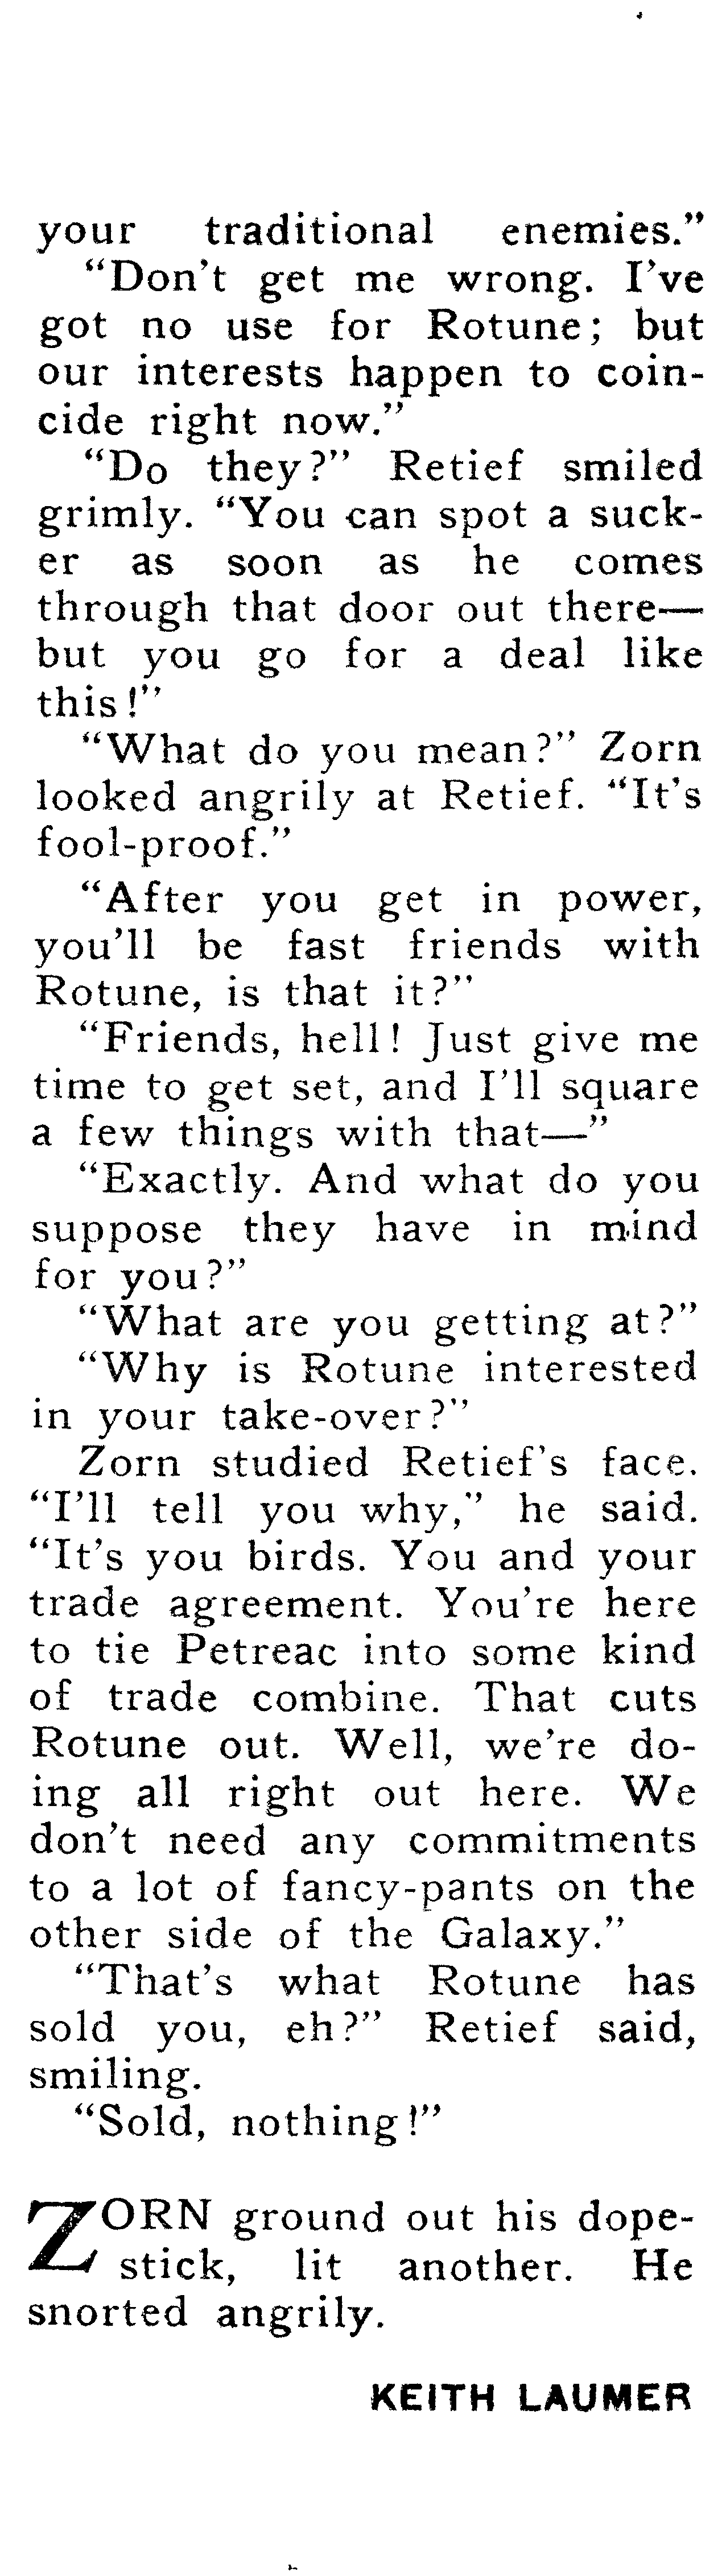 your traditional enemies.”
“Don’t get me wrong. I’ve
got no use for Rotune; but
our interests happen to coin-
cide right now.”
“Do they?” Retief smiled
grimly. “You can spot a suck-
er as soon as he comes
through that door out there—
but you go for a deal like
this!”
“What do you mean?” Zorn
looked angrily at Retief. “It’s
fool-proof.”
“After you get in power,
you’ll be fast friends with
Rotune, is that it?”
“Friends, hell! Just give me
time to get set, and I’ll square
a few things with that—”
“Exactly. And what do you
suppose they have in mind
for you?”
“What are you getting at?”
“Why is Rotune interested
in your take-over?”
Zorn studied Retief’s face.
“I’ll tell you why,” he said.
“It’s you birds. You and your
trade agreement. You’re here
to tie Petreac into some kind
of trade combine. That cuts
Rotune out. Well, we’re do-
ing all right out here. We
don’t need any commitments
to a lot of fancy-pants on the
other side of the Galaxy.”
“That’s what Rotune has
sold you, eh?” Retief said,
smiling.
“Sold, nothing!”
ZORN ground out his dope-
stick, lit another. He
snorted angrily.
KEITH LAUMER